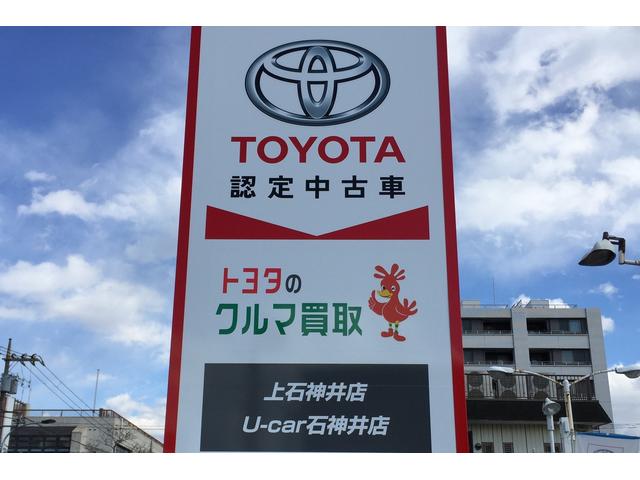 TOYOTA
認定中古車
トヨタの
クルマ買取
上石神井店
U-car石神井店